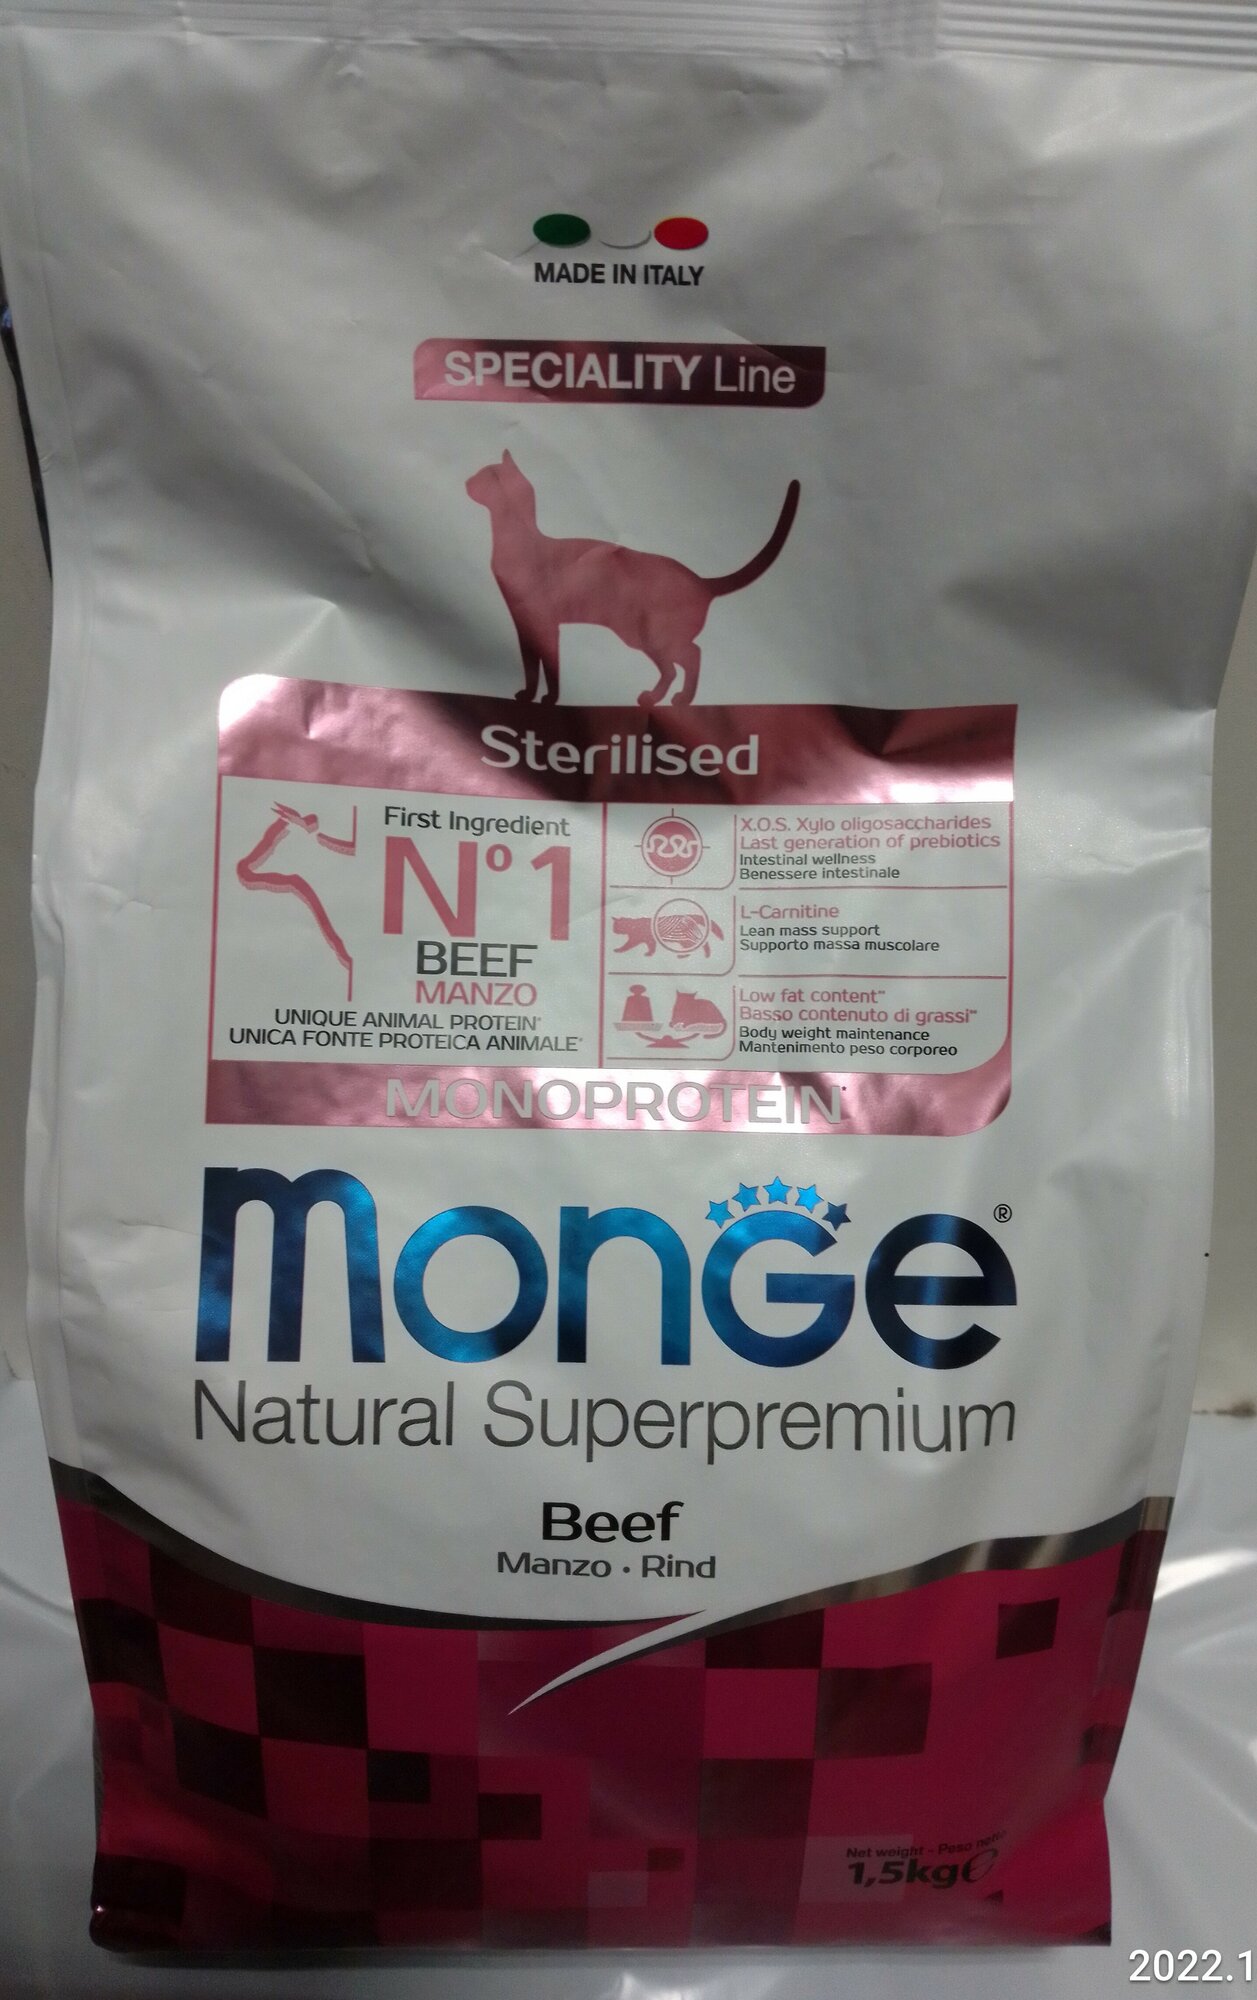 MADE IN ITALY
SPECIALITY Line
Sterilised
First Ingredient
Nº1
BEEF
MANZO
UNIQUE ANIMAL PROTEIN*
UNICA FONTE PROTEICA ANIMALE*
X.O.S. Xylo oligosaccharides
Last generation of prebiotics
Intestinal wellness
Benessere intestinale
L-Carnitine
Lean mass support
Supporto massa muscolare
Low fat content**
Basso contenuto di grassi**
Body weight maintenance
Mantenimento peso corporeo
MONOPROTEIN*
monGe®
Natural Superpremium
Beef
Manzo • Rind
Net weight - Peso netto
1,5kg℮
2022.1